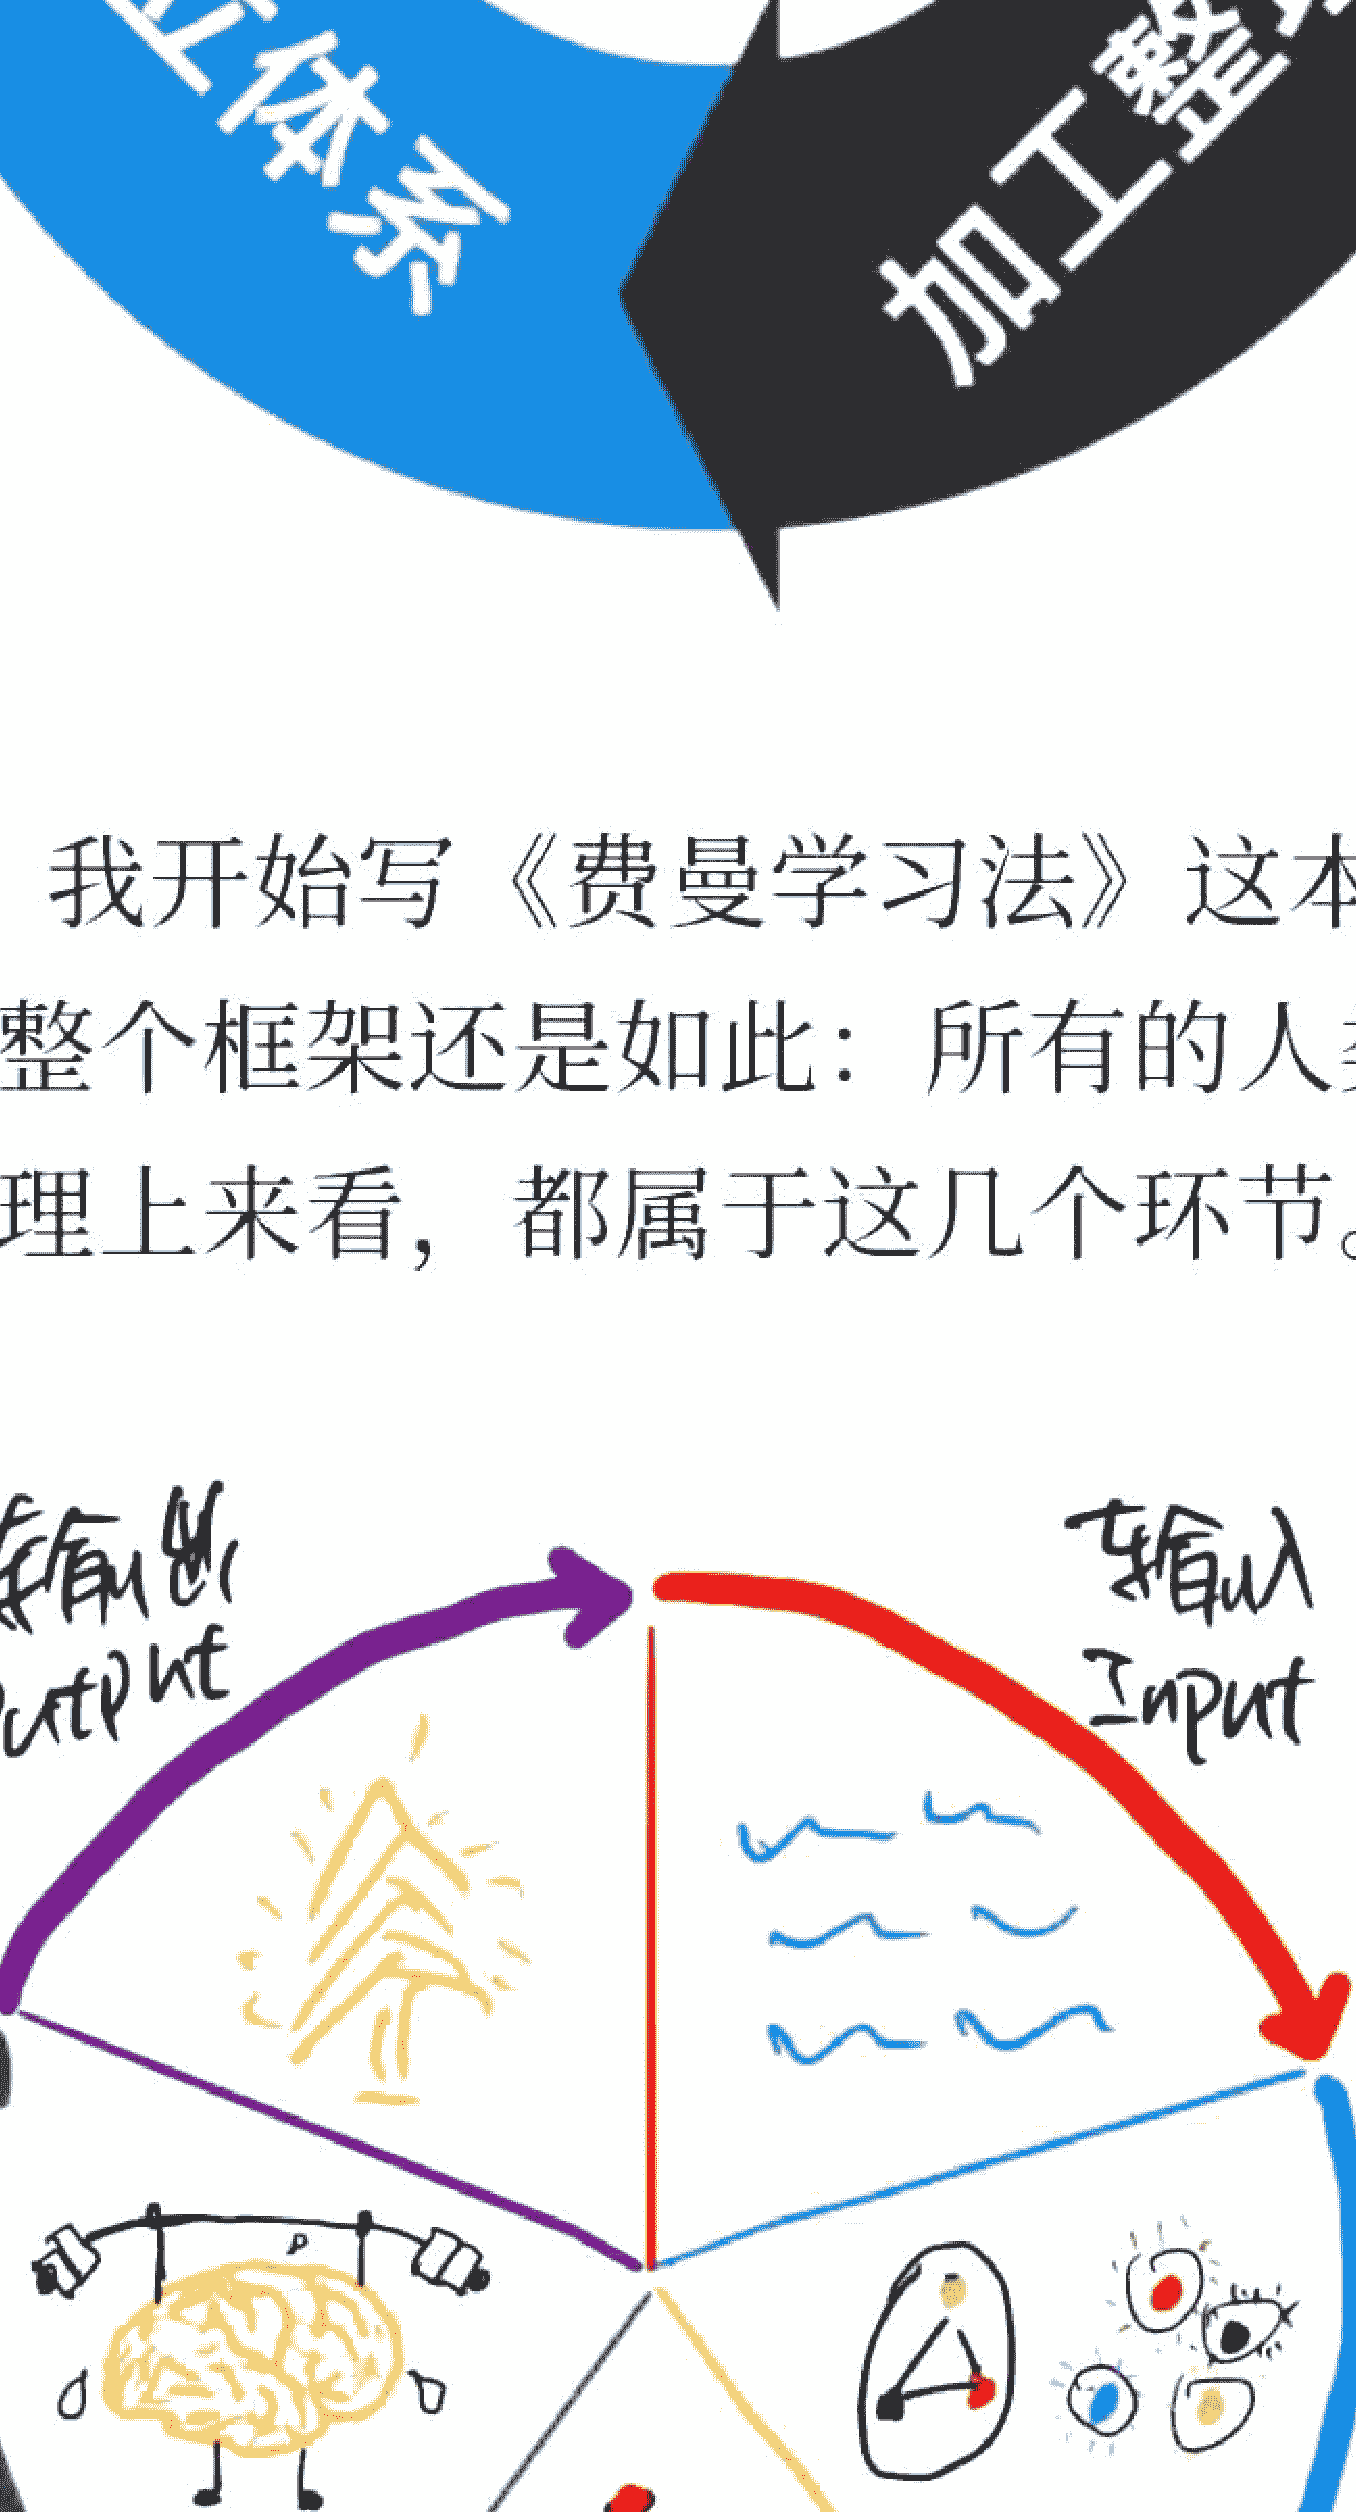 立体系
加工整
我开始写《费曼学习法》这本
整个框架还是如此：所有的人
理上来看，都属于这几个环节。
输出
输入
output
Input